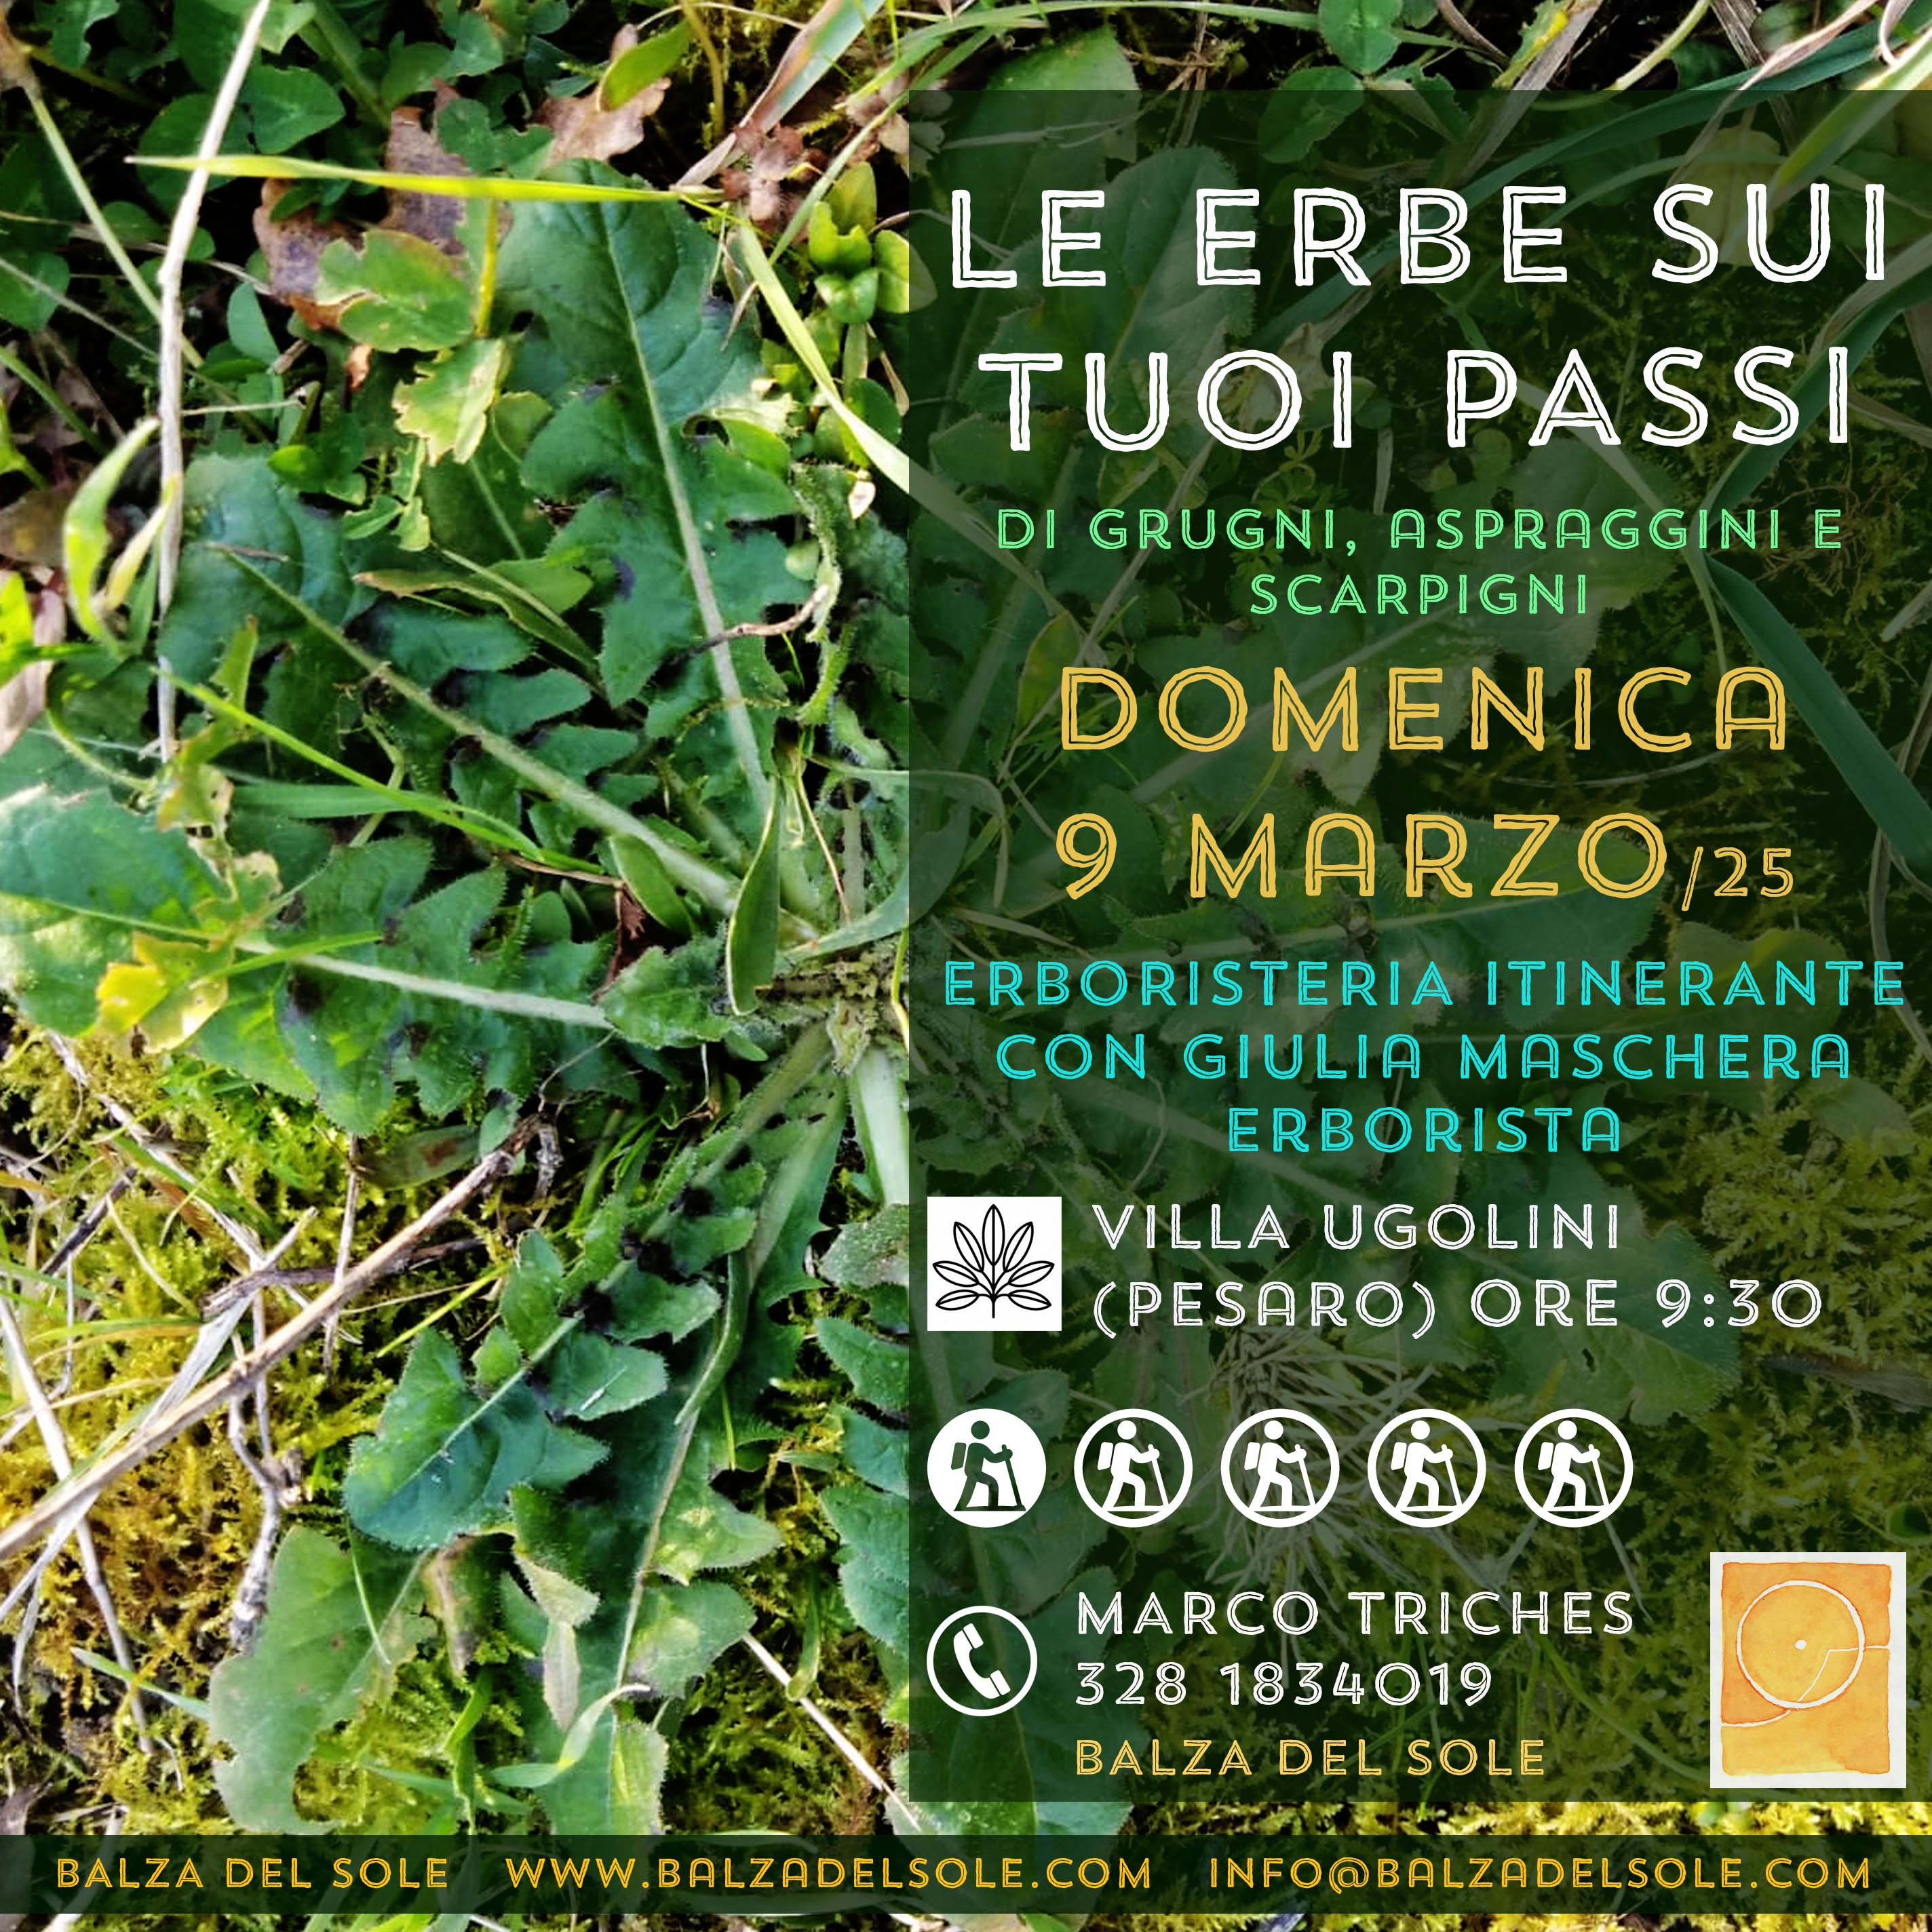 LE ERBE SUI
TUOI PASSI
DI GRUGNI, ASPRAGGINI E
SCARPIGNI
DOMENICA
9 MARZO/25
ERBORISTERIA ITINERANTE
CON GIULIA MASCHERA
ERBORISTA
VILLA UGOLINI
(PESARO) ORE 9:30
MARCO TRICHES
328 1834019
BALZA DEL SOLE
BALZA DEL SOLE WWW.BALZADELSOLE.COM INFO@BALZADELSOLE.COM